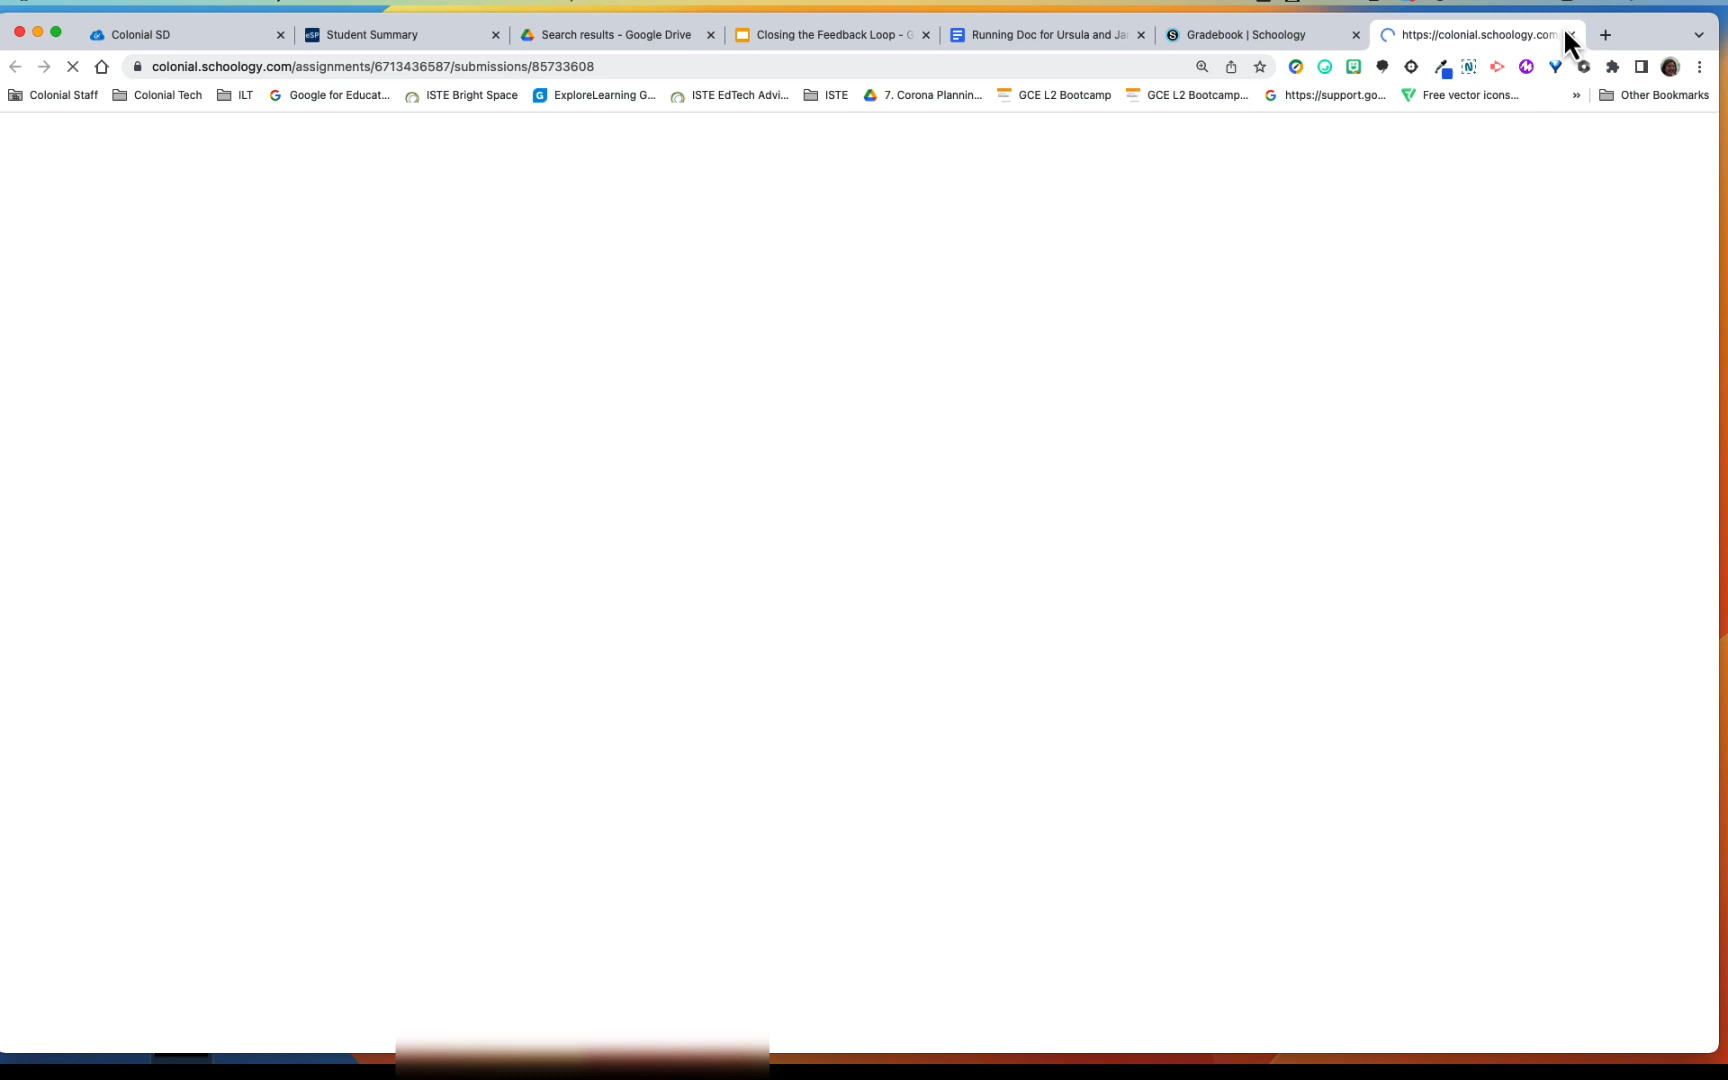 Colonial SD
eSP Student Summary
Search results - Google Drive
Closing the Feedback Loop - G
Running Doc for Ursula and Ja
S Gradebook | Schoology
https://colonial.schoology.com
colonial.schoology.com/assignments/6713436587/submissions/85733608
Colonial Staff
Colonial Tech
ILT
Google for Educat...
ISTE Bright Space
ExploreLearning G...
ISTE EdTech Advi...
ISTE
7. Corona Plannin...
GCE L2 Bootcamp
GCE L2 Bootcamp...
https://support.go...
Free vector icons...
»
Other Bookmarks